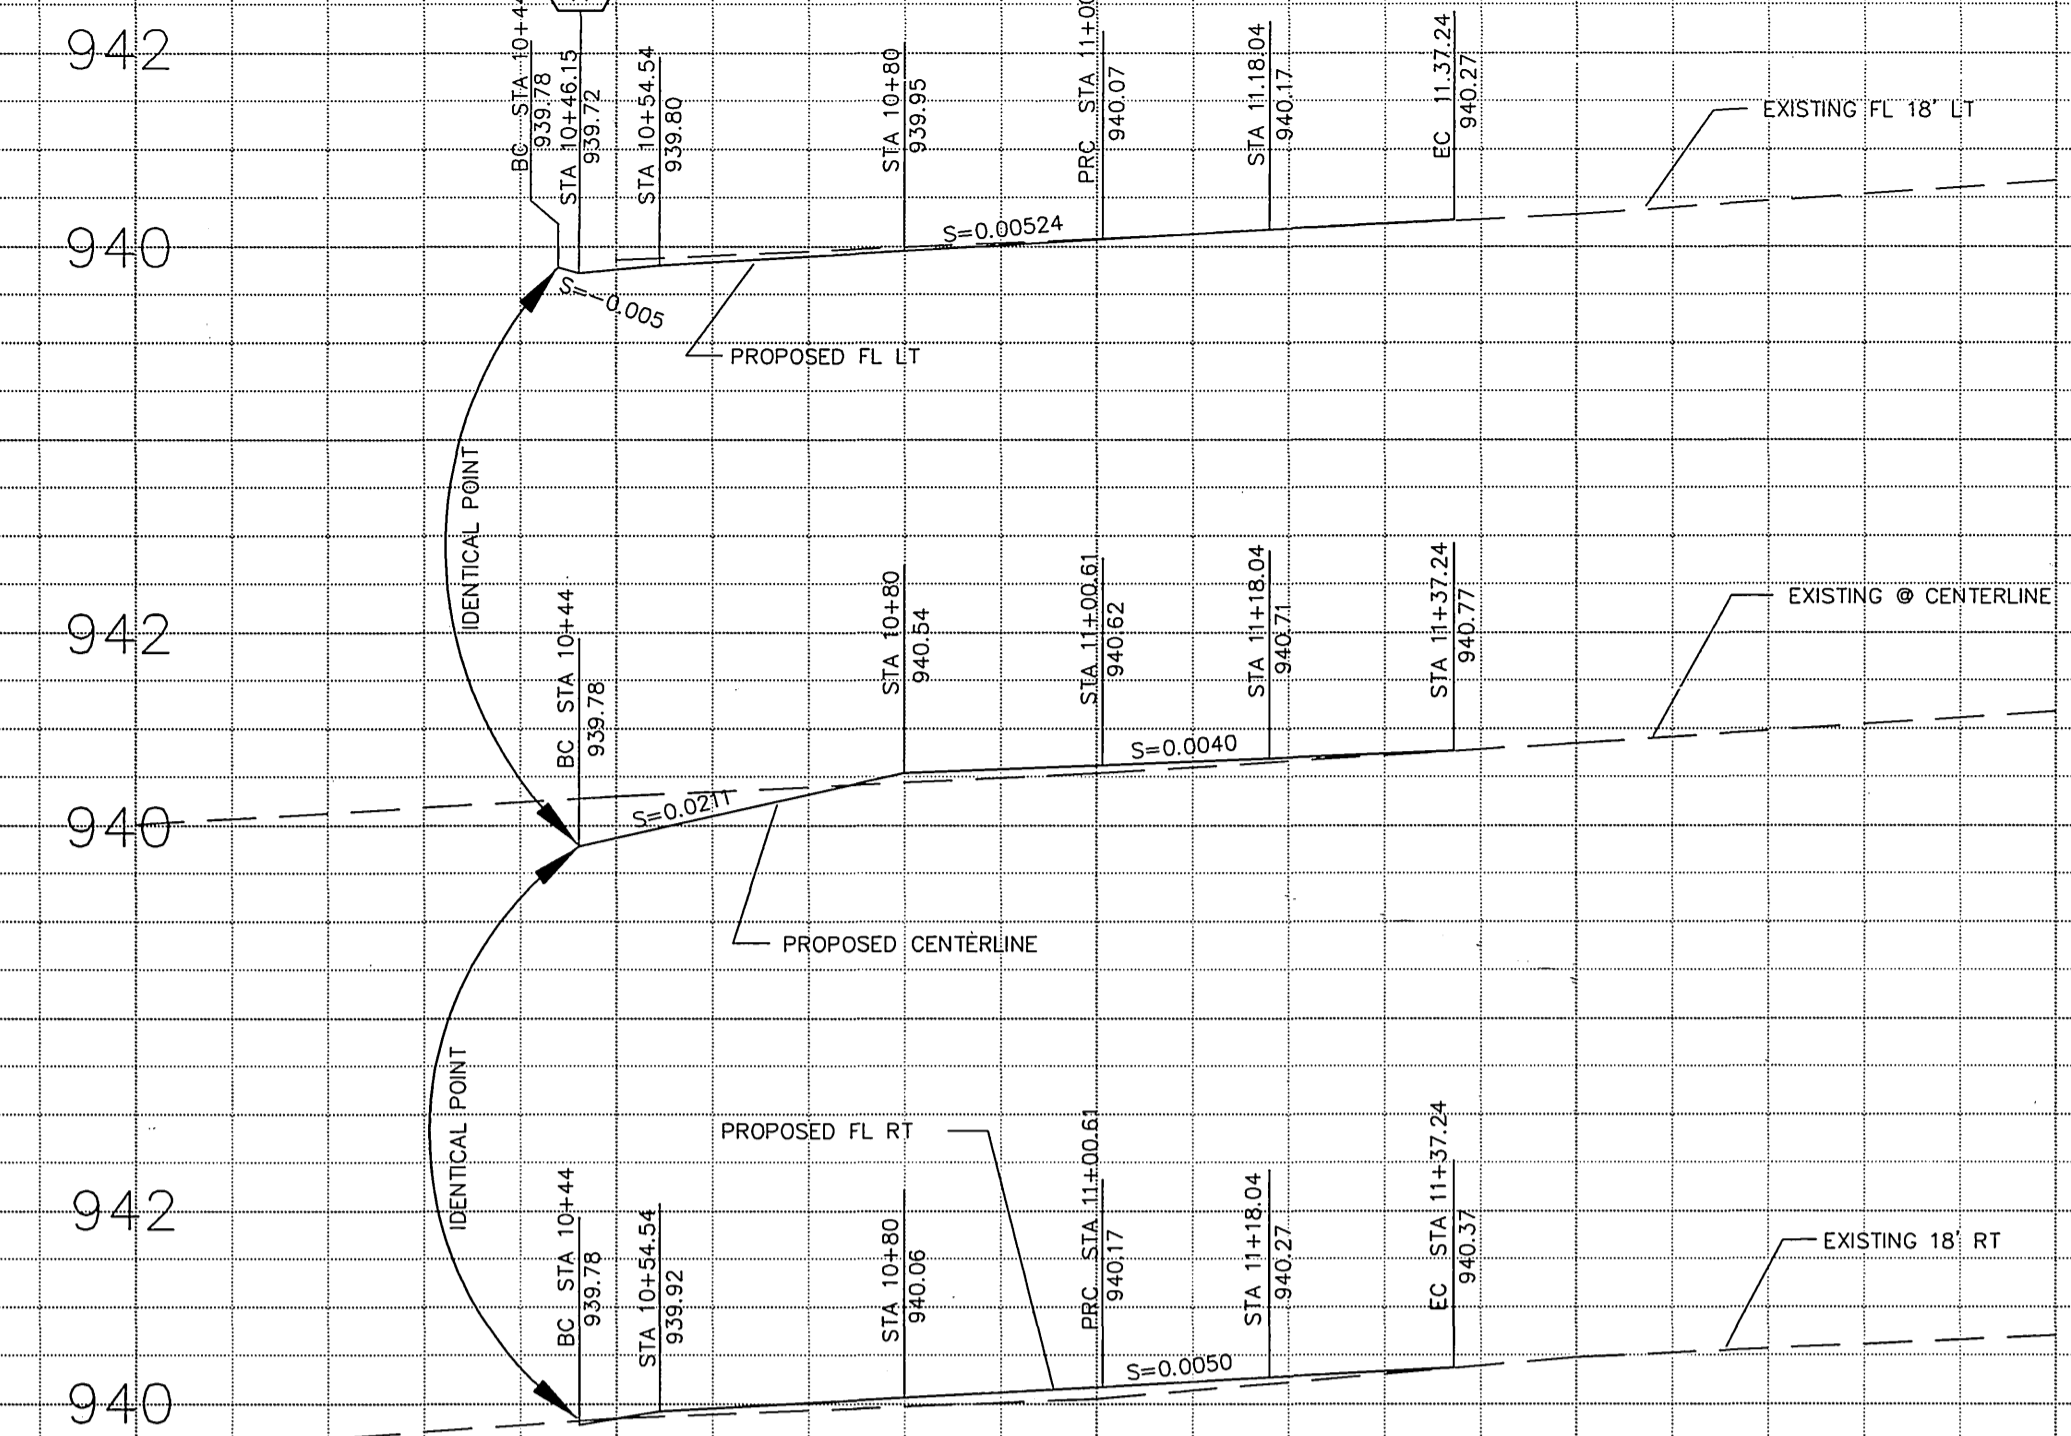 942
BC STA 10+44
939.78
STA 10+46.15
939.72
STA 10+54.54
939.80
STA 10+80
939.95
PRC STA 11+00
940.07
STA 11.18.04
940.17
EC 11.37.24
940.27
EXISTING FL 18' LT
940
S=0.00524
S=-0.005
PROPOSED FL LT
IDENTICAL POINT
942
BC STA 10+44
939.78
STA 10+80
940.54
STA 11+00.61
940.62
STA 11+18.04
940.71
STA 11+37.24
940.77
EXISTING @ CENTERLINE
940
S=0.0211
S=0.0040
PROPOSED CENTERLINE
IDENTICAL POINT
PROPOSED FL RT
942
BC STA 10+44
939.78
STA 10+54.54
939.92
STA 10+80
940.06
PRC STA 11+00.61
940.17
STA 11+18.04
940.27
EC STA 11+37.24
940.37
EXISTING 18' RT
940
S=0.0050